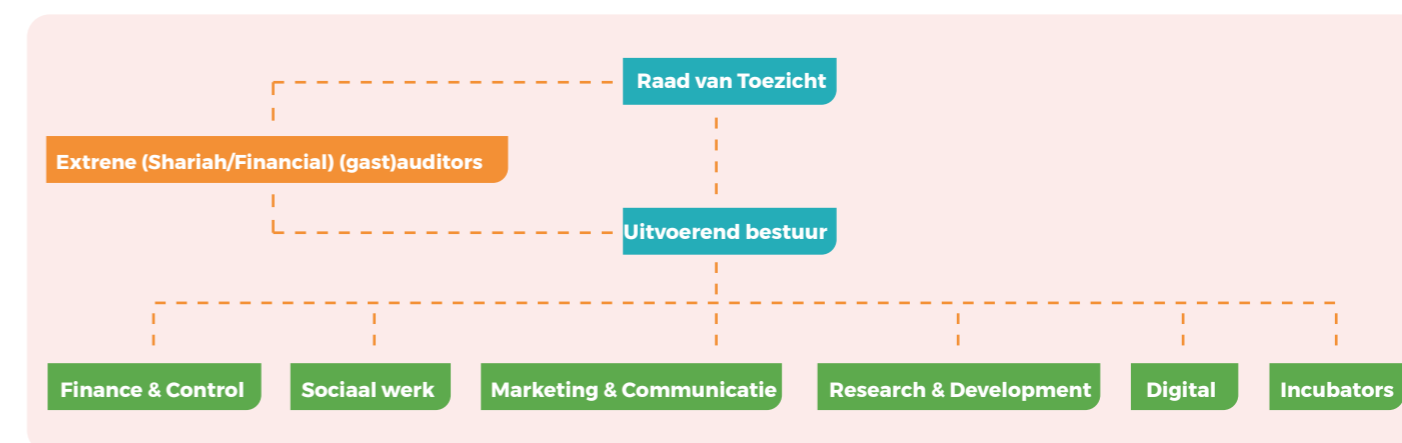 Raad van Toezicht
Extrene (Shariah/Financial) (gast)auditors
Uitvoerend bestuur
Finance & Control
Sociaal werk
Marketing & Communicatie
Research & Development
Digital
Incubators